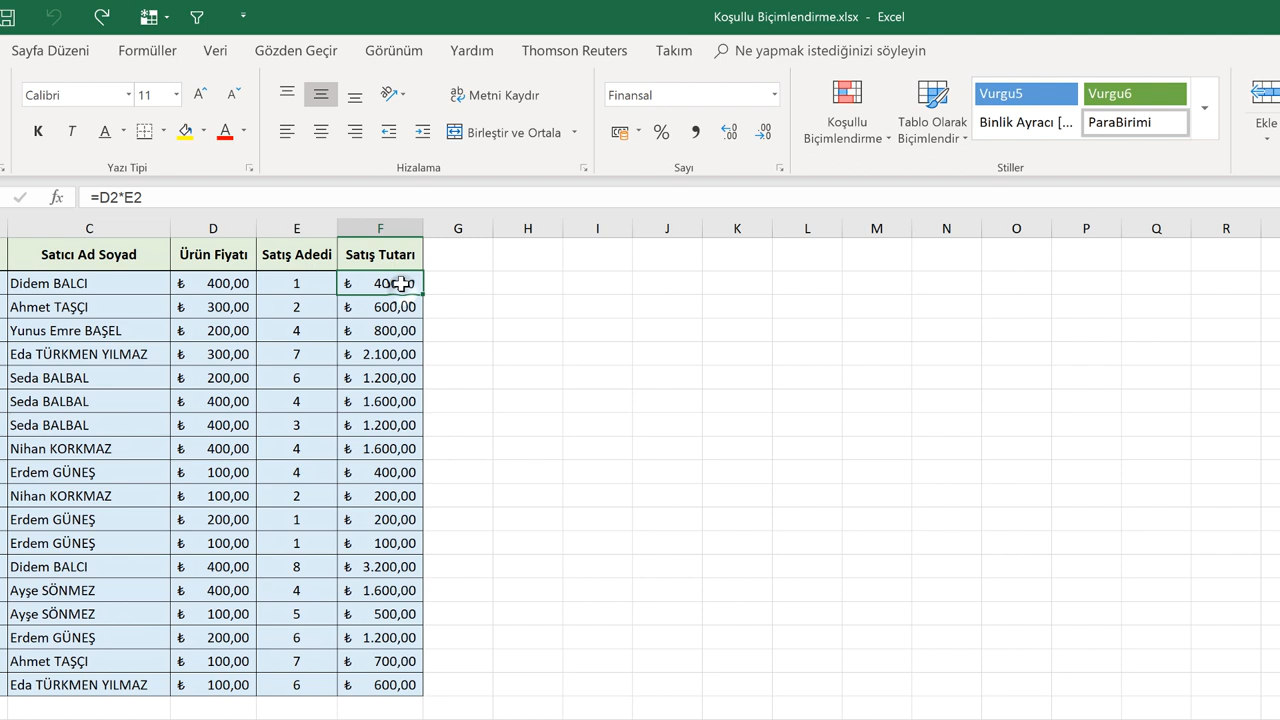 Koşullu Biçimlendirme.xlsx - Excel
Sayfa Düzeni Formüller Veri Gözden Geçir Görünüm Yardım Thomson Reuters Takım Ne yapmak istediğinizi söyleyin
Calibri 11 Metni Kaydır Finansal Koşullu Biçimlendirme Tablo Olarak Biçimlendir Vurgu5 Vurgu6
K T A A Birleştir ve Ortala % Binlik Ayracı [... ParaBirimi Ekle
Yazı Tipi Hizalama Sayı Stiller
fx =D2*E2
C D E F G H I J K L M N O P Q R
Satıcı Ad Soyad Ürün Fiyatı Satış Adedi Satış Tutarı
Didem BALCI ₺ 400,00 1 ₺
Ahmet TAŞÇI ₺ 300,00 2 ₺ 600,00
Yunus Emre BAŞEL ₺ 200,00 4 ₺ 800,00
Eda TÜRKMEN YILMAZ ₺ 300,00 7 ₺ 2.100,00
Seda BALBAL ₺ 200,00 6 ₺ 1.200,00
Seda BALBAL ₺ 400,00 4 ₺ 1.600,00
Seda BALBAL ₺ 400,00 3 ₺ 1.200,00
Nihan KORKMAZ ₺ 400,00 4 ₺ 1.600,00
Erdem GÜNEŞ ₺ 100,00 4 ₺ 400,00
Nihan KORKMAZ ₺ 100,00 2 ₺ 200,00
Erdem GÜNEŞ ₺ 200,00 1 ₺ 200,00
Erdem GÜNEŞ ₺ 100,00 1 ₺ 100,00
Didem BALCI ₺ 400,00 8 ₺ 3.200,00
Ayşe SÖNMEZ ₺ 400,00 4 ₺ 1.600,00
Ayşe SÖNMEZ ₺ 100,00 5 ₺ 500,00
Erdem GÜNEŞ ₺ 200,00 6 ₺ 1.200,00
Ahmet TAŞÇI ₺ 100,00 7 ₺ 700,00
Eda TÜRKMEN YILMAZ ₺ 100,00 6 ₺ 600,00